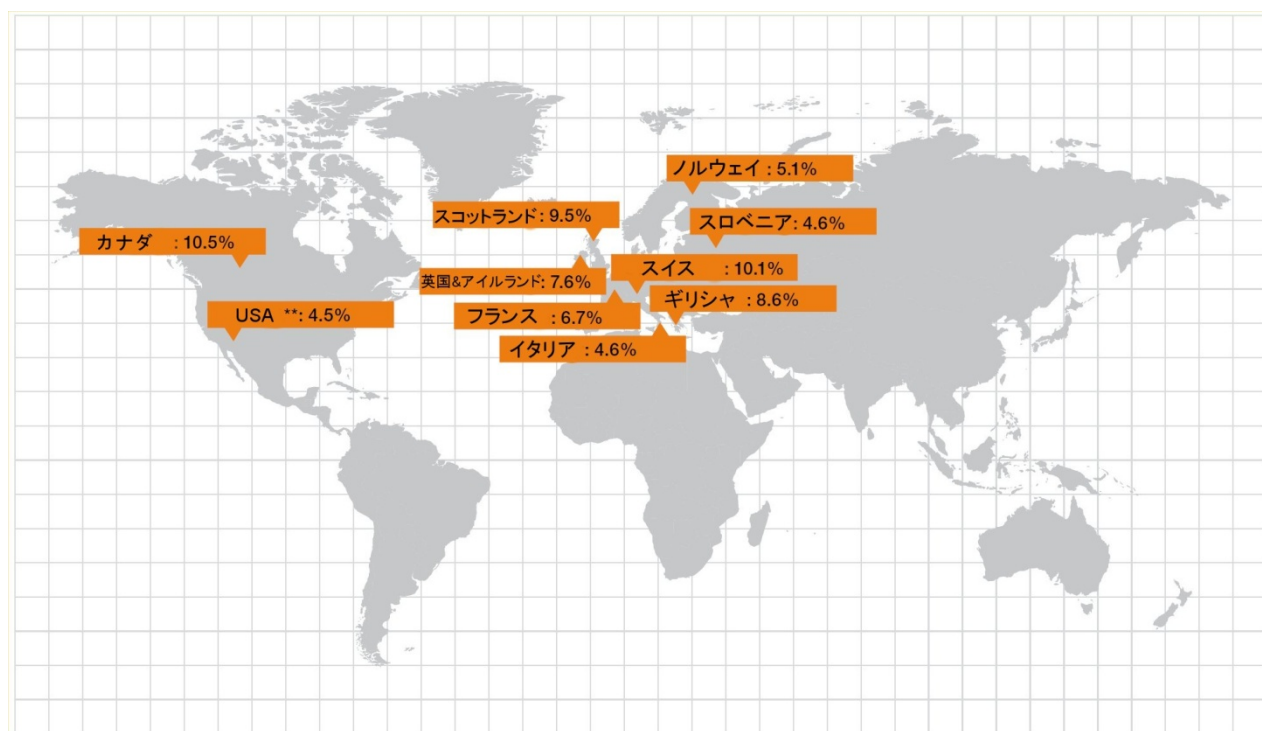 ノルウェイ : 5.1%
スコットランド: 9.5%
スロベニア: 4.6%
カナダ : 10.5%
英国&アイルランド: 7.6%
スイス : 10.1%
ギリシャ : 8.6%
USA **: 4.5%
フランス : 6.7%
イタリア : 4.6%